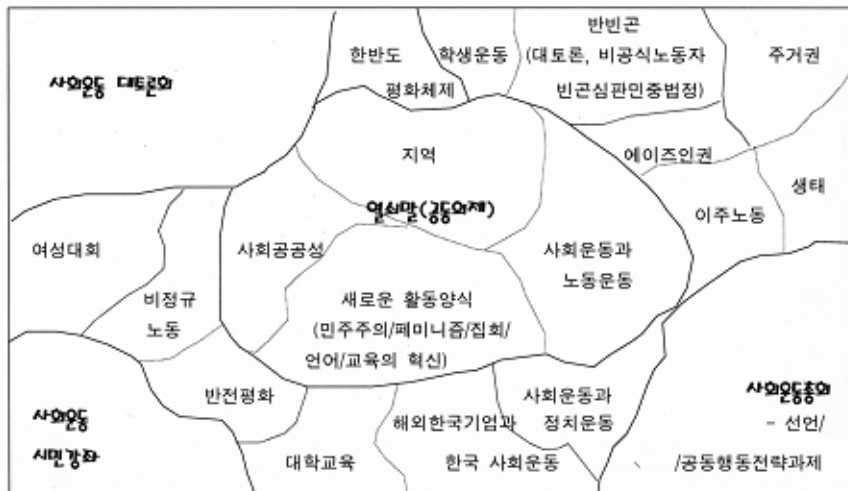 사회운동 대토론회
한반도
평화체제
학생운동
반빈곤
(대토론, 비공식노동자
빈곤심판민중법정)
주거권
지역
에이즈인권
생태
이주노동
열쇠말(공동의제)
여성대회
사회공공성
사회운동과
노동운동
비정규
노동
새로운 활동양식
(민주주의/페미니즘/집회/
언어/교육의 혁신)
반전평화
사회운동
시민강좌
사회운동과
정치운동
해외한국기업과
한국 사회운동
대학교육
사회운동총회
- 선언/
/공동행동전략과제